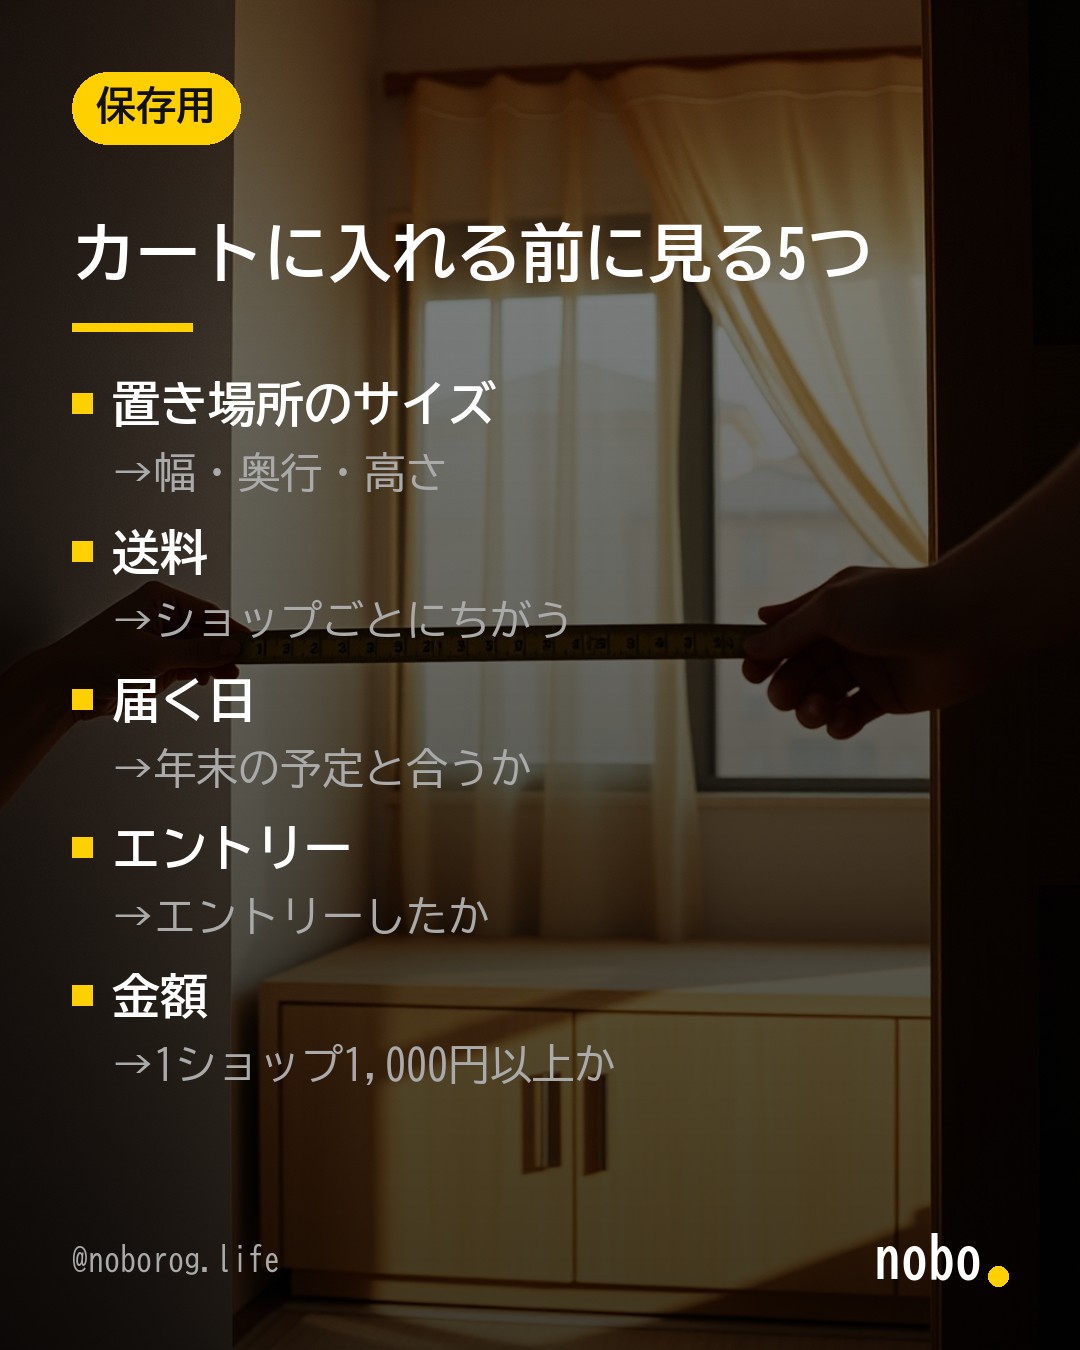 保存用
カートに入れる前に見る5つ
置き場所のサイズ
→幅・奥行・高さ
送料
→ショップごとにちがう
届く日
→年末の予定と合うか
エントリー
→エントリーしたか
金額
→1ショップ1,000円以上か
@noborog.life
nobo.